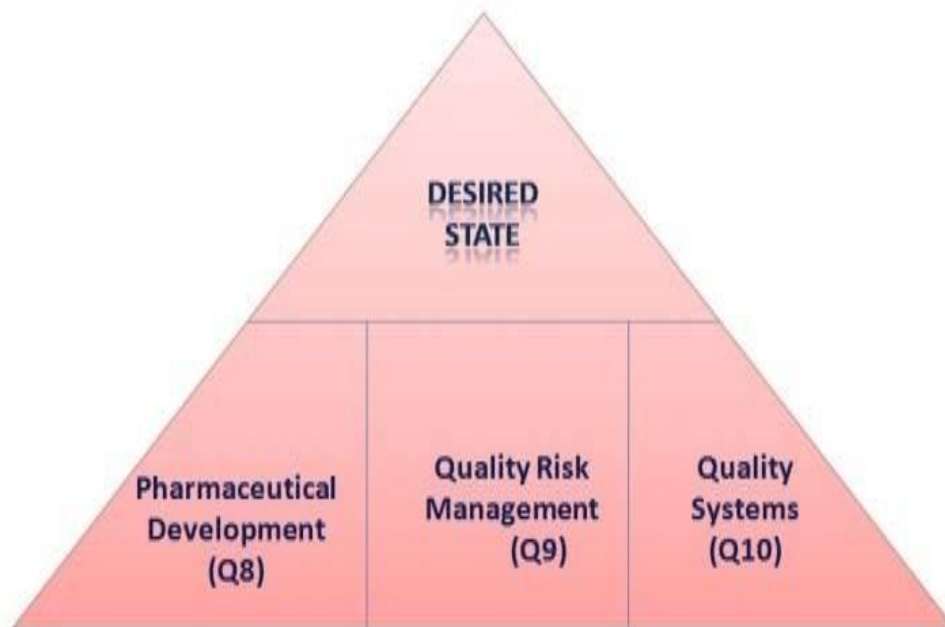 DESIRED
STATE
Pharmaceutical
Development
(Q8)
Quality Risk
Management
(Q9)
Quality
Systems
(Q10)